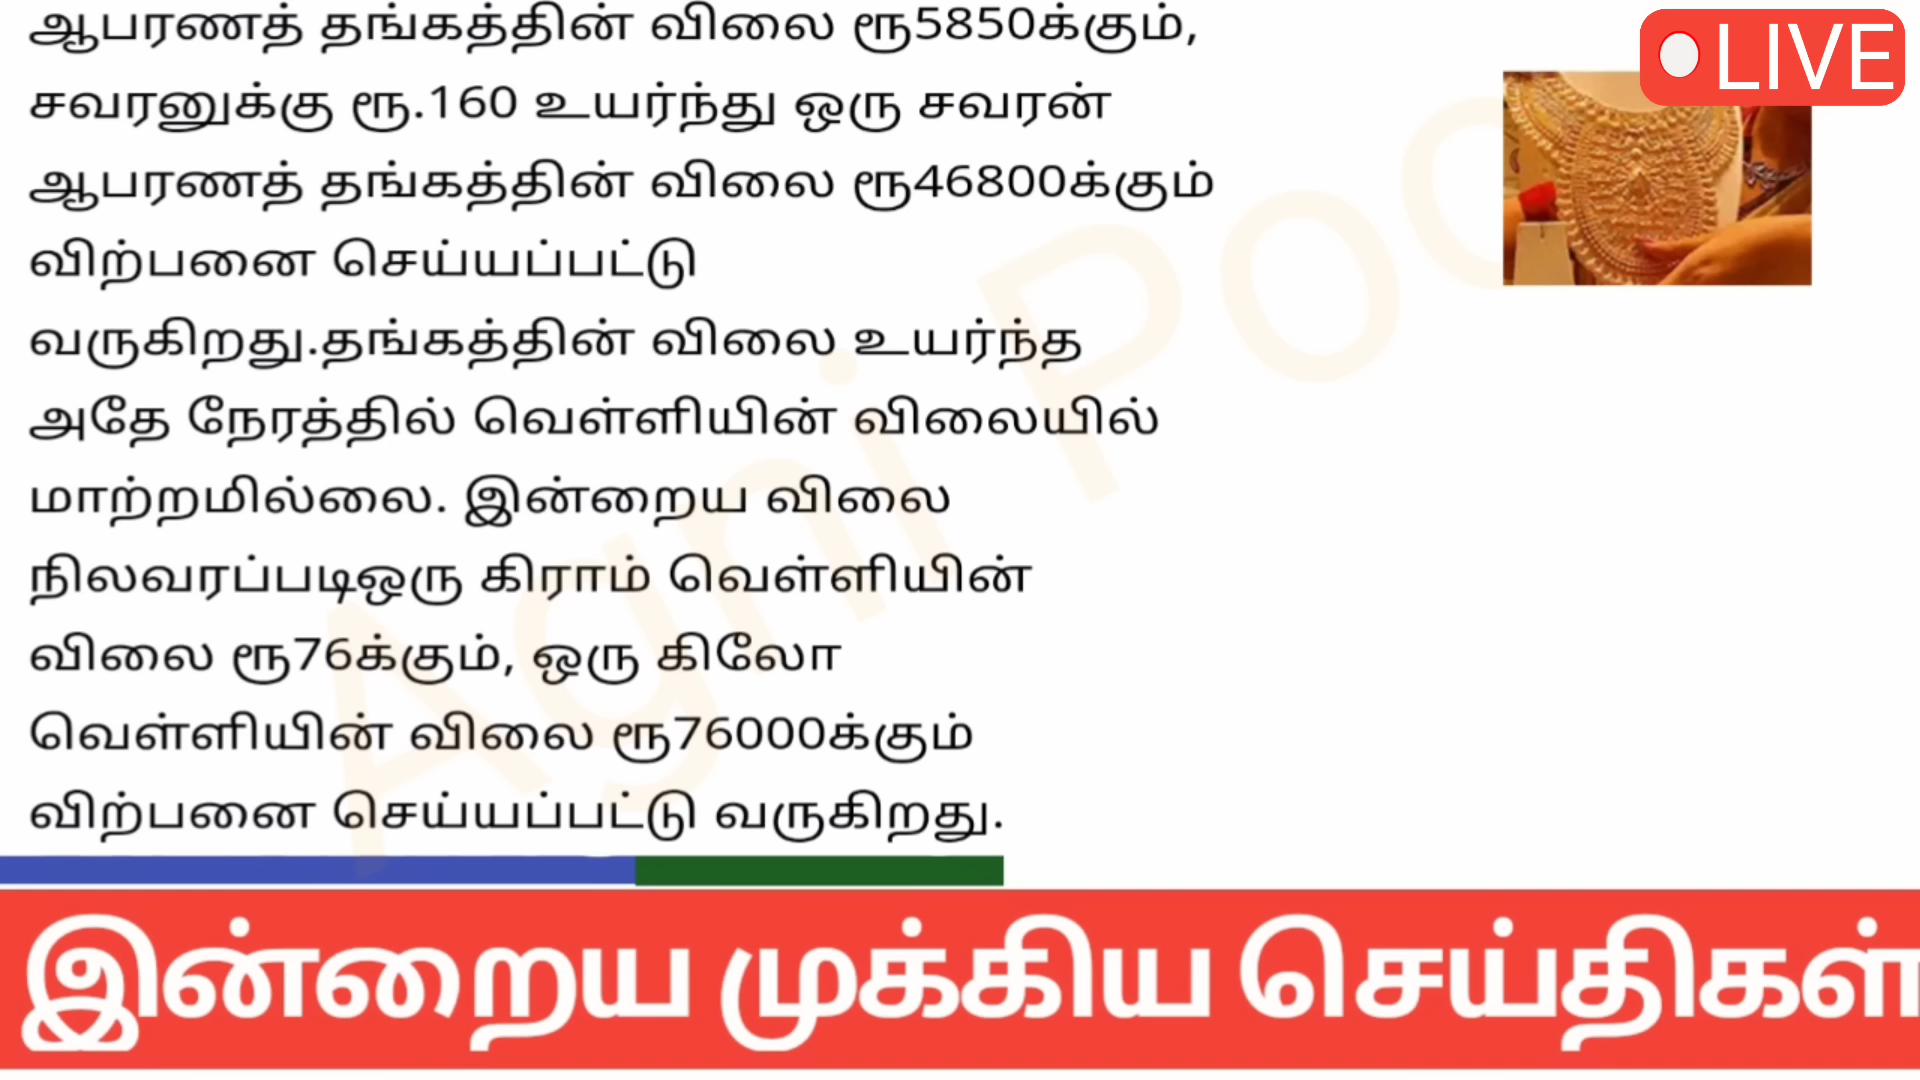 ஆபரணத் தங்கத்தின் விலை ரூ5850க்கும்,
சவரனுக்கு ரூ.160 உயர்ந்து ஒரு சவரன்
ஆபரணத் தங்கத்தின் விலை ரூ46800க்கும்
விற்பனை செய்யப்பட்டு
வருகிறது.தங்கத்தின் விலை உயர்ந்த
அதே நேரத்தில் வெள்ளியின் விலையில்
மாற்றமில்லை. இன்றைய விலை
நிலவரப்படிஒரு கிராம் வெள்ளியின்
விலை ரூ76க்கும், ஒரு கிலோ
வெள்ளியின் விலை ரூ76000க்கும்
விற்பனை செய்யப்பட்டு வருகிறது.
LIVE
Agni Poo
இன்றைய முக்கிய செய்திகள்